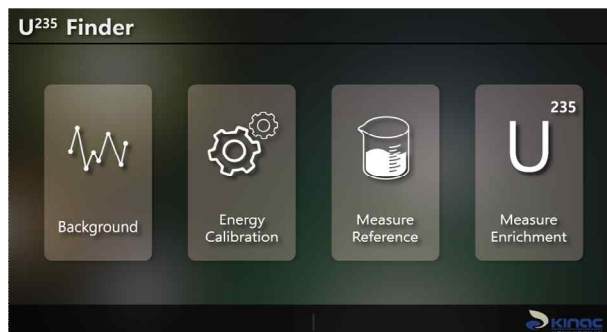 U²³⁵ Finder
Background
Energy
Calibration
Measure
Reference
235
U
Measure
Enrichment
KINAC